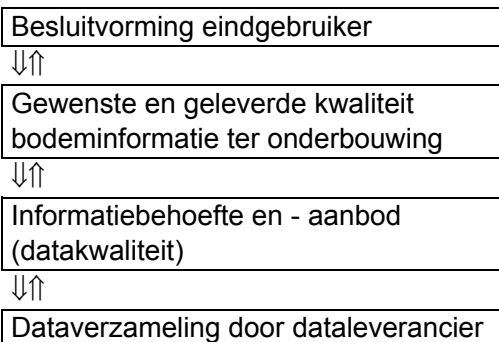 Besluitvorming eindgebruiker
⇓⇑
Gewenste en geleverde kwaliteit
bodeminformatie ter onderbouwing
⇓⇑
Informatiebehoefte en - aanbod
(datakwaliteit)
⇓⇑
Dataverzameling door dataleverancier